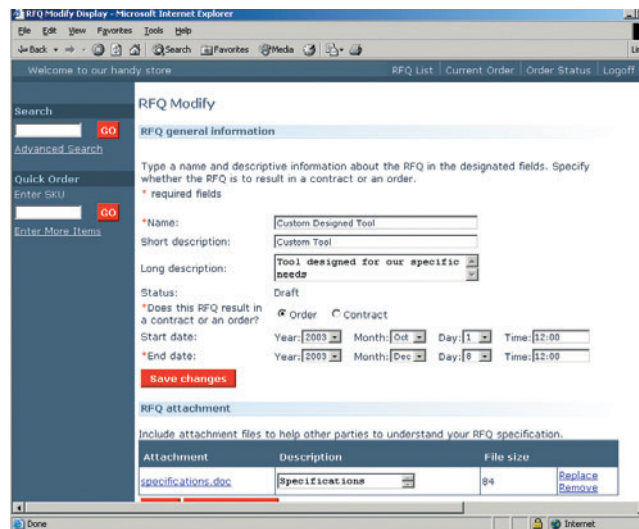 RFQ Modify Display - Microsoft Internet Explorer
File Edit View Favorites Tools Help
Back Search Favorites Media
Welcome to our handy store RFQ List Current Order Order Status Logoff
Search
GO
Advanced Search
Quick Order
Enter SKU
GO
Enter More Items
RFQ Modify
RFQ general information
Type a name and descriptive information about the RFQ in the designated fields. Specify
whether the RFQ is to result in a contract or an order.
* required fields
*Name: Custom Designed Tool
Short description: Custom Tool
Long description: Tool designed for our specific
needs
Status: Draft
*Does this RFQ result in
a contract or an order? Order Contract
Start date: Year: 2003 Month: Oct Day: 1 Time: 12:00
*End date: Year: 2003 Month: Dec Day: 8 Time: 12:00
Save changes
RFQ attachment
Include attachment files to help other parties to understand your RFQ specification.
Attachment Description File size
specifications.doc Specifications 84 Replace
Remove
Done Internet